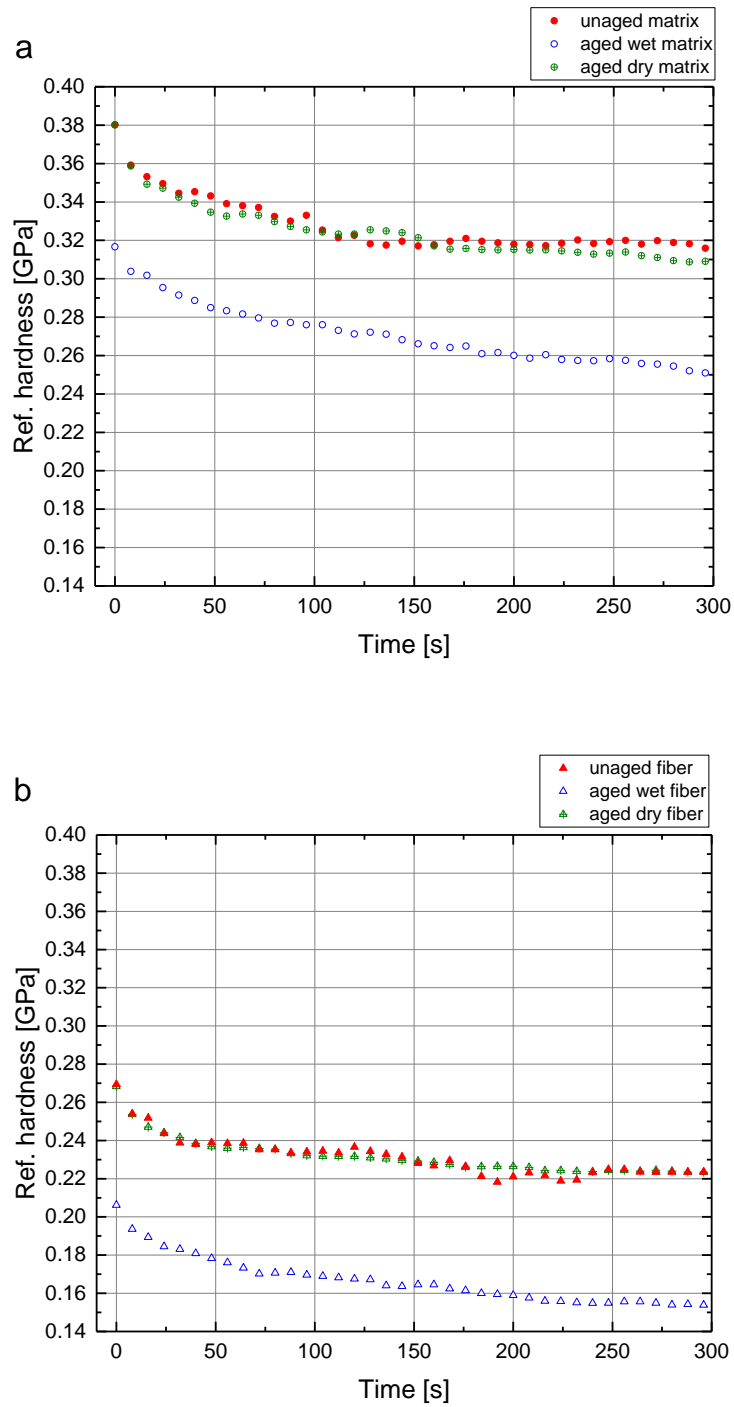 a
unaged matrix
aged wet matrix
aged dry matrix
0.40
0.38
0.36
0.34
0.32
0.30
0.28
0.26
0.24
0.22
0.20
0.18
0.16
0.14
Ref. hardness [GPa]
0 50 100 150 200 250 300
Time [s]
b
unaged fiber
aged wet fiber
aged dry fiber
0.40
0.38
0.36
0.34
0.32
0.30
0.28
0.26
0.24
0.22
0.20
0.18
0.16
0.14
Ref. hardness [GPa]
0 50 100 150 200 250 300
Time [s]